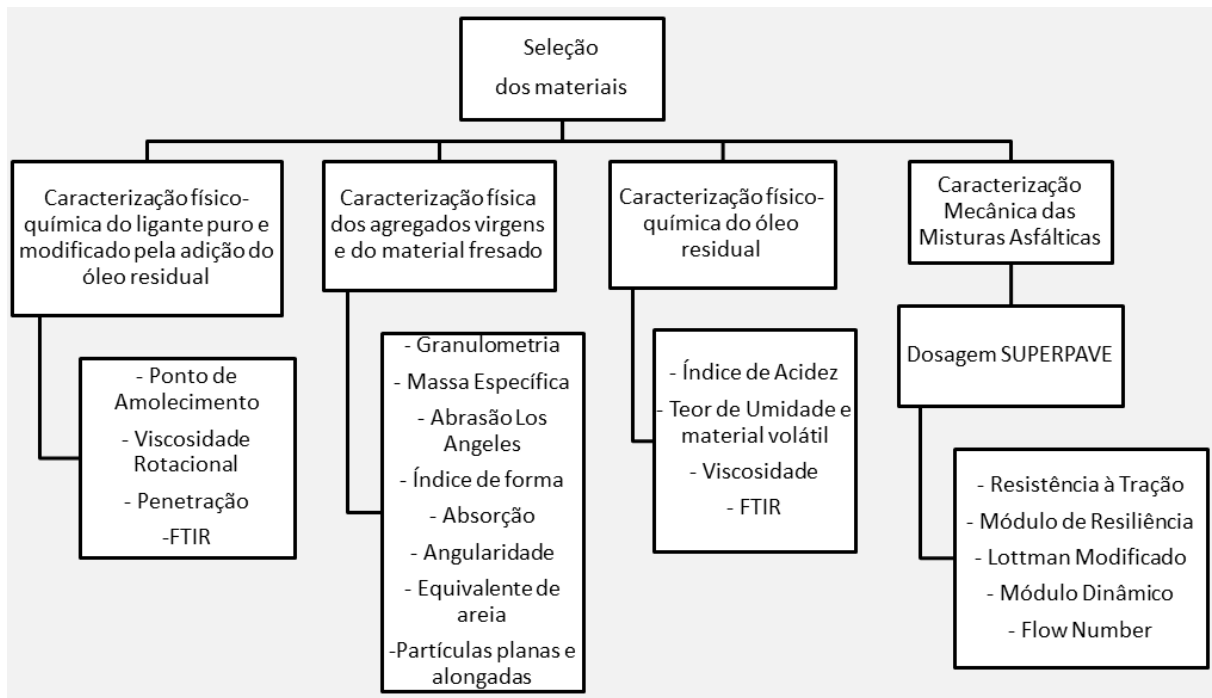 Seleção
dos materiais
Caracterização físico-
química do ligante puro e
modificado pela adição do
óleo residual
Caracterização física
dos agregados virgens
e do material fresado
Caracterização físico-
química do óleo
residual
Caracterização
Mecânica das
Misturas Asfálticas
- Ponto de
Amolecimento
- Viscosidade
Rotacional
- Penetração
-FTIR
- Granulometria
- Massa Específica
- Abrasão Los
Angeles
- Índice de forma
- Absorção
- Angularidade
- Equivalente de
areia
-Partículas planas e
alongadas
- Índice de Acidez
- Teor de Umidade e
material volátil
- Viscosidade
- FTIR
Dosagem SUPERPAVE
- Resistência à Tração
- Módulo de Resiliência
- Lottman Modificado
- Módulo Dinâmico
- Flow Number